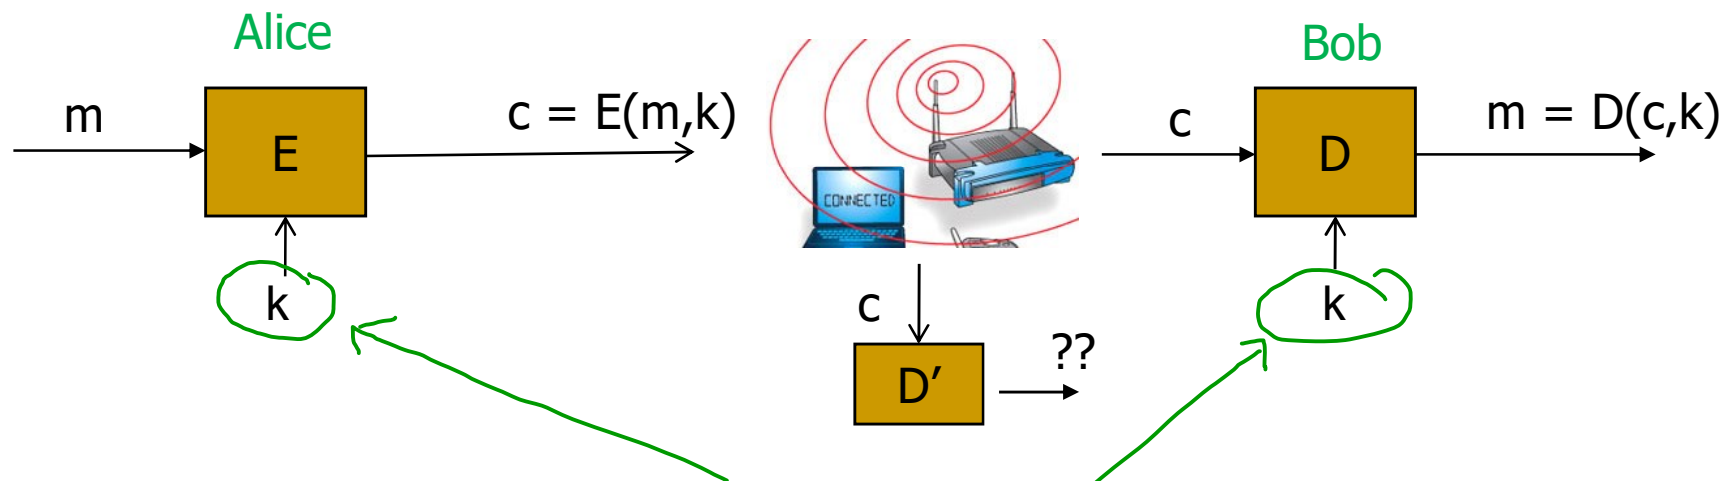 Alice
Bob
m
E
c = E(m,k)
CONNECTED
c
D
m = D(c,k)
k
k
c
D′
??